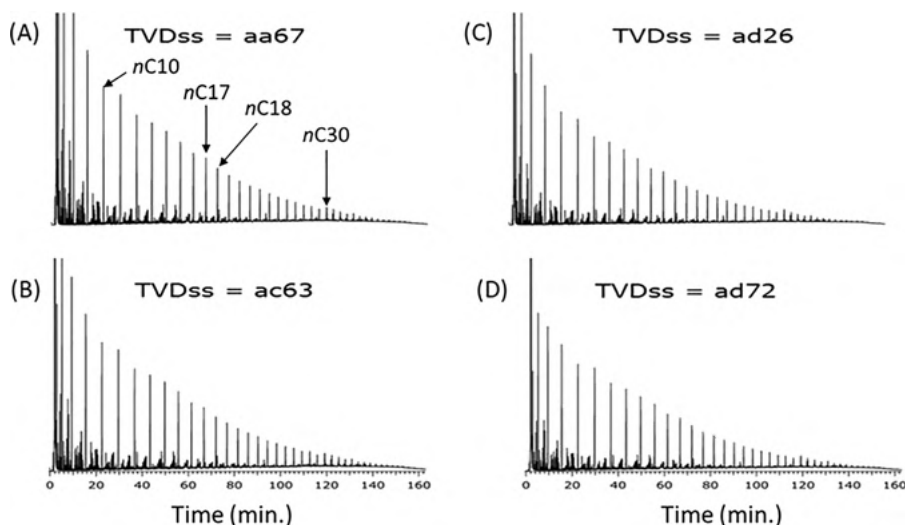 (A)
TVDss = aa67
nC10
nC17
nC18
nC30
(C)
TVDss = ad26
(B)
TVDss = ac63
0 20 40 60 80 100 120 140 160
Time (min.)
(D)
TVDss = ad72
0 20 40 60 80 100 120 140 160
Time (min.)